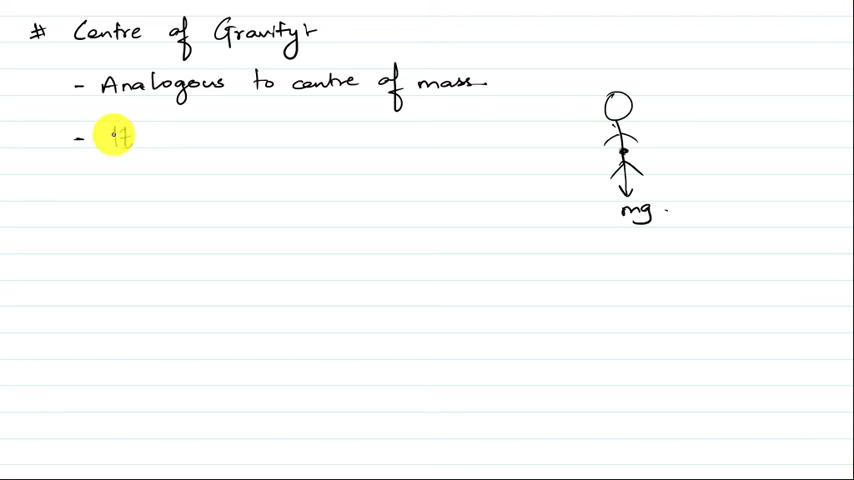 # Centre of Gravity:
- Analogous to centre of mass
- It
mg.